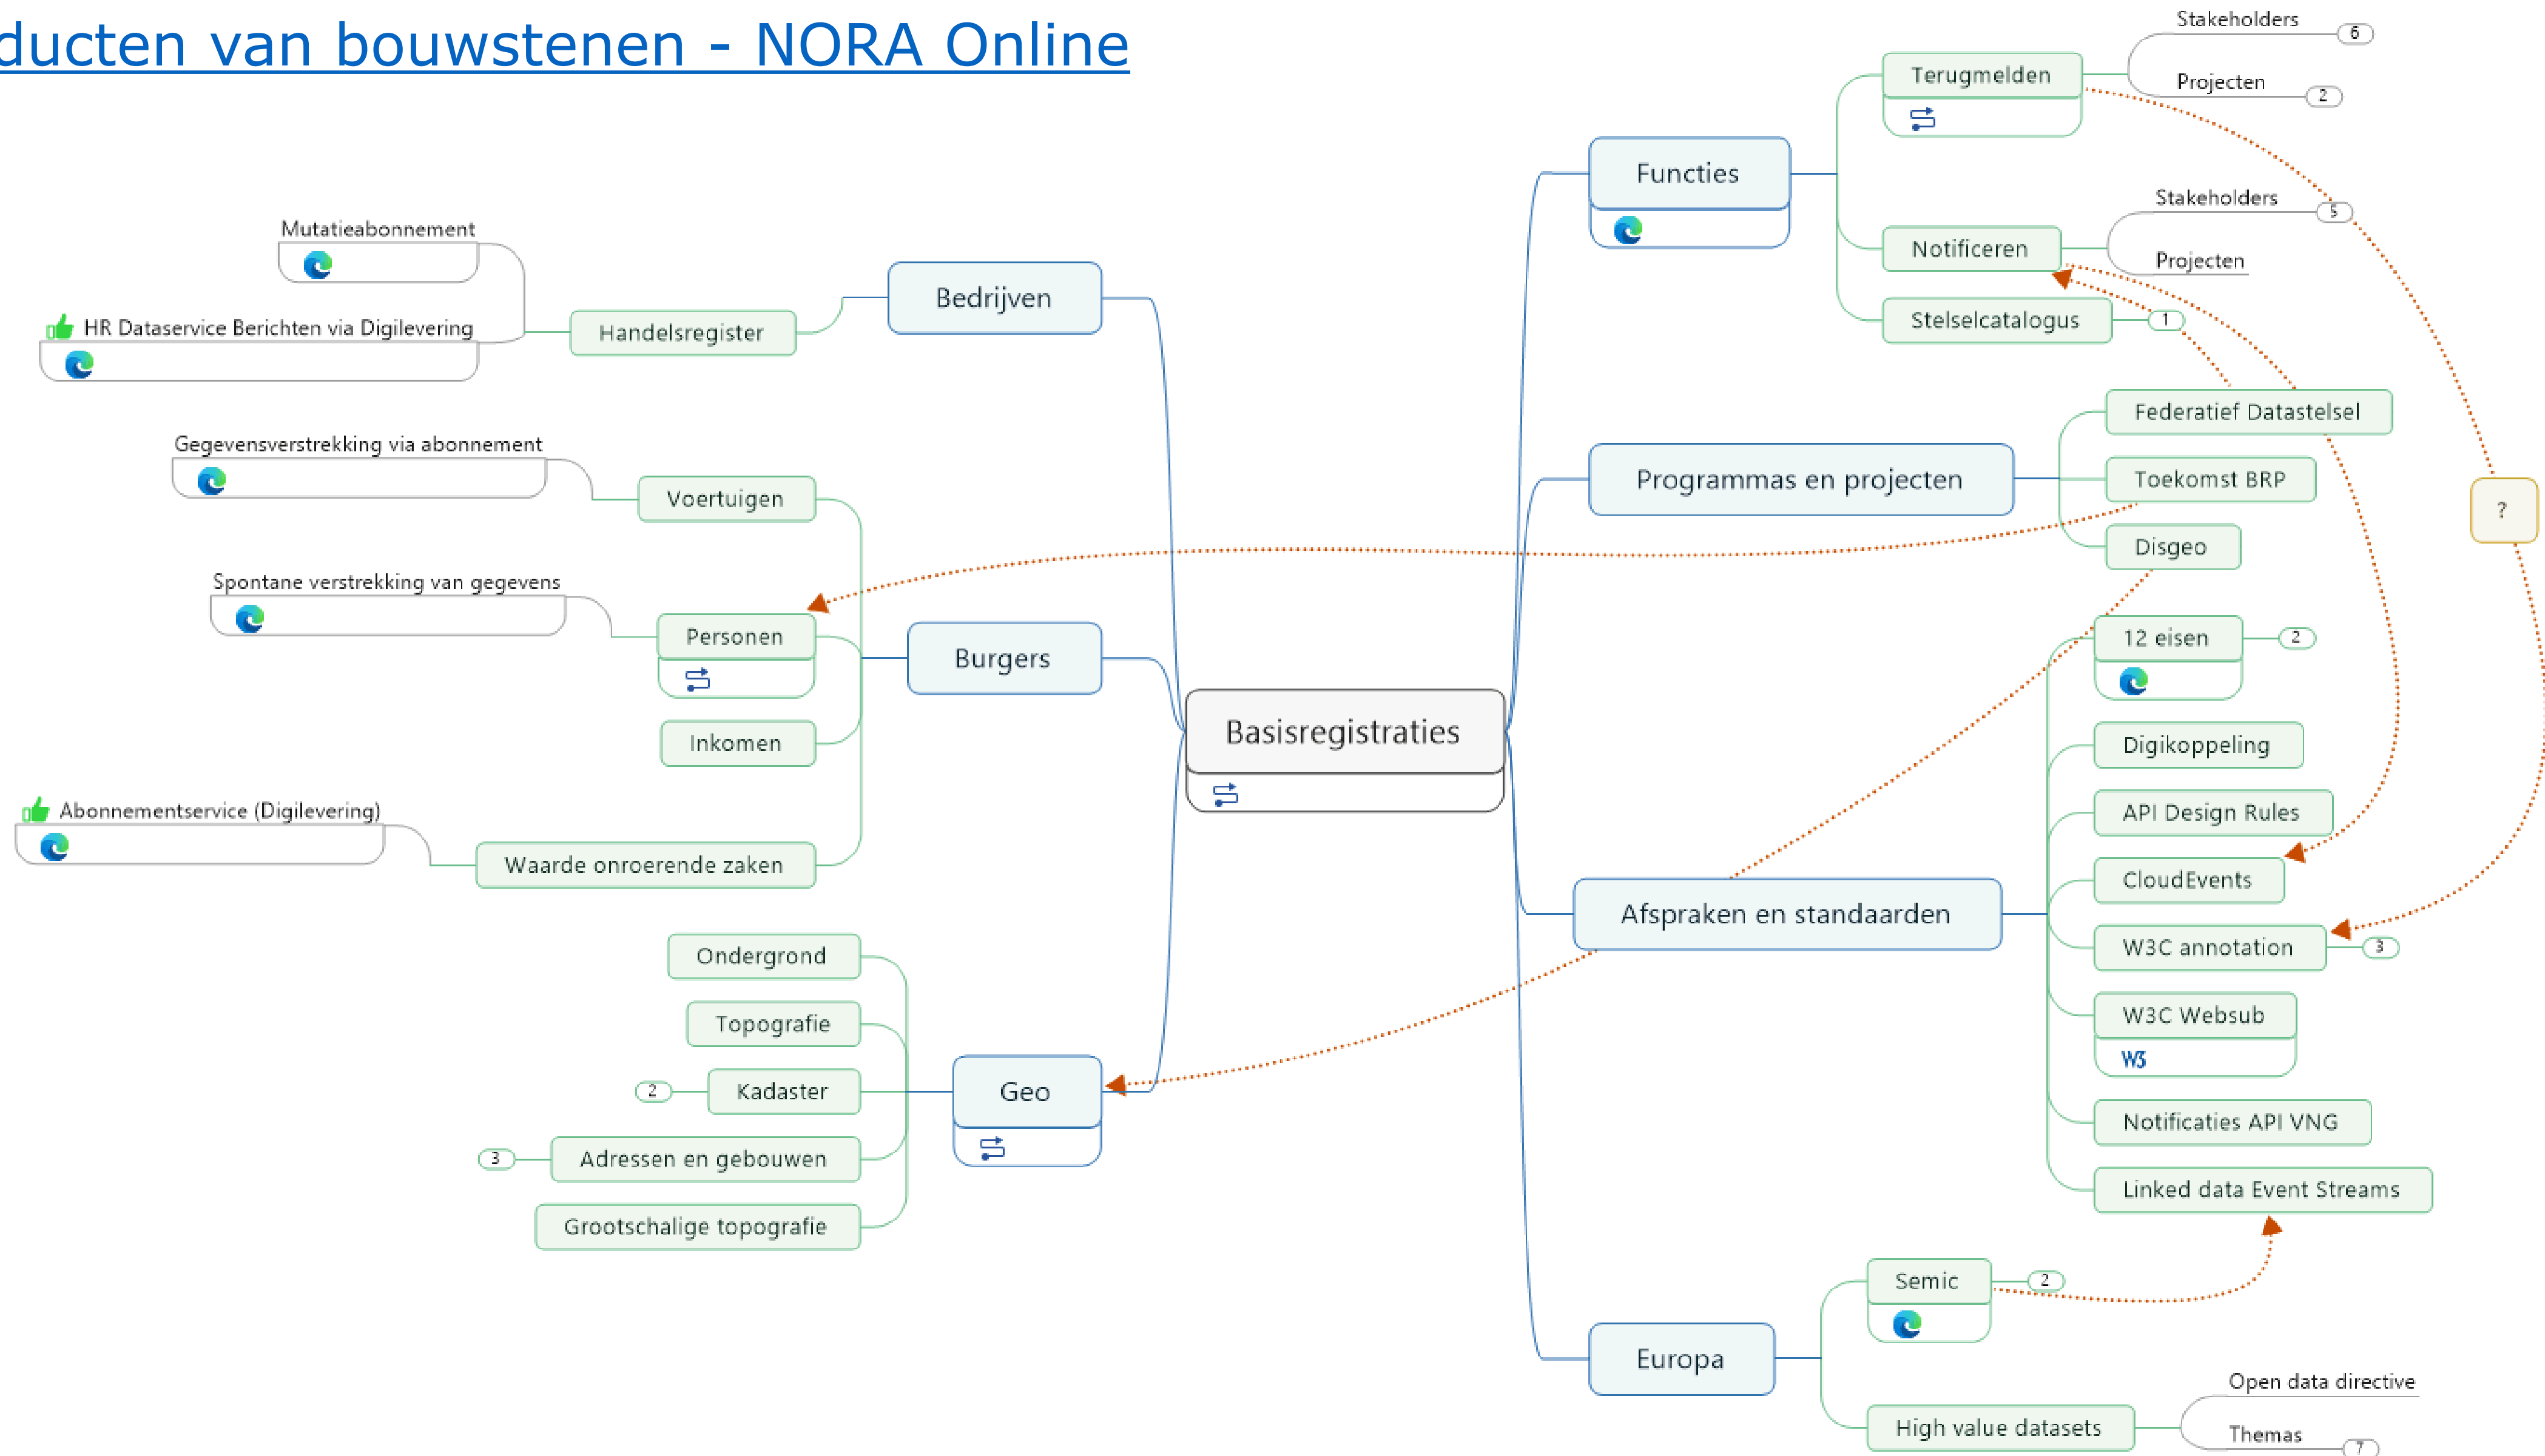 ducten van bouwstenen - NORA Online
Mutatieabonnement
HR Dataservice Berichten via Digilevering
Handelsregister
Bedrijven
Gegevensverstrekking via abonnement
Voertuigen
Spontane verstrekking van gegevens
Personen
Inkomen
Abonnementservice (Digilevering)
Waarde onroerende zaken
Burgers
Ondergrond
Topografie
2
Kadaster
3
Adressen en gebouwen
Grootschalige topografie
Geo
Basisregistraties
Functies
Terugmelden
Stakeholders
6
Projecten
2
Notificeren
Stakeholders
5
Projecten
Stelselcatalogus
1
Programmas en projecten
Federatief Datastelsel
Toekomst BRP
Disgeo
?
Afspraken en standaarden
12 eisen
2
Digikoppeling
API Design Rules
CloudEvents
W3C annotation
3
W3C Websub
W3
Notificaties API VNG
Linked data Event Streams
Europa
Semic
2
High value datasets
Open data directive
Themas
7